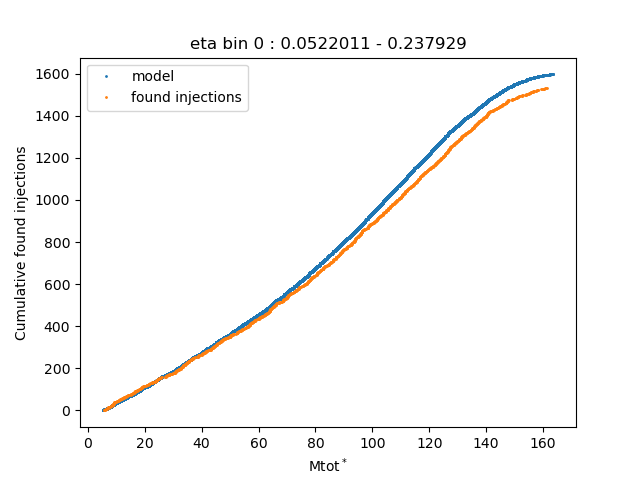 eta bin 0 : 0.0522011 - 0.237929
model
found injections
1600
1400
1200
1000
800
600
400
200
0
Cumulative found injections
0 20 40 60 80 100 120 140 160
Mtot*